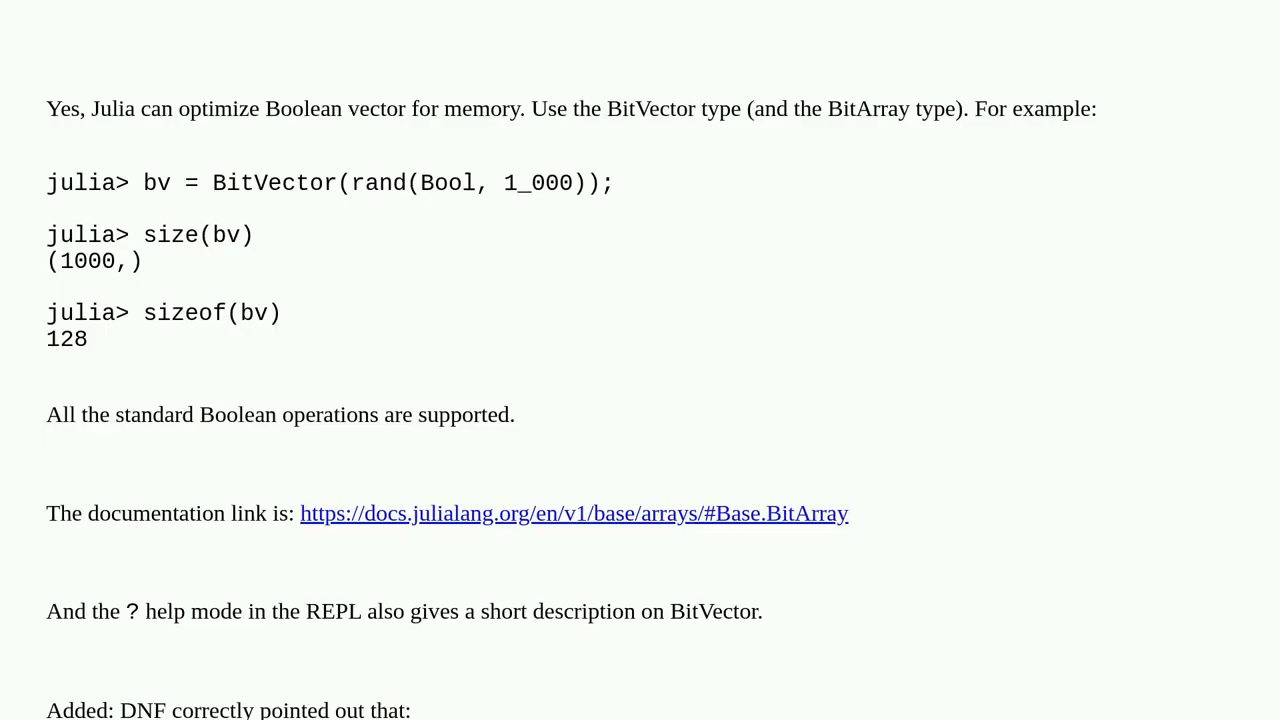 Yes, Julia can optimize Boolean vector for memory. Use the BitVector type (and the BitArray type). For example:
julia> bv = BitVector(rand(Bool, 1_000));
julia> size(bv)
(1000,)
julia> sizeof(bv)
128
All the standard Boolean operations are supported.
The documentation link is: https://docs.julialang.org/en/v1/base/arrays/#Base.BitArray
And the ? help mode in the REPL also gives a short description on BitVector.
Added: DNF correctly pointed out that: